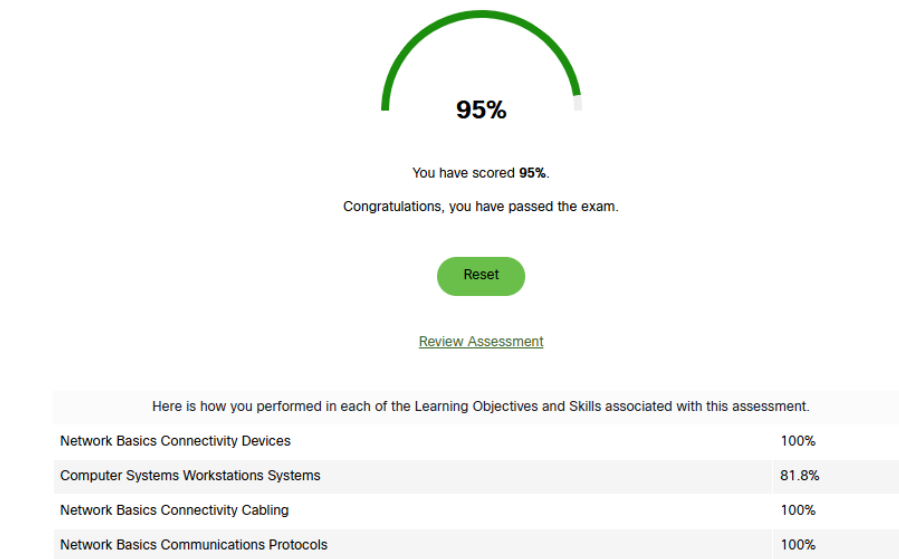 95%
You have scored 95%.
Congratulations, you have passed the exam.
Reset
Review Assessment
Here is how you performed in each of the Learning Objectives and Skills associated with this assessment.
Network Basics Connectivity Devices 100%
Computer Systems Workstations Systems 81.8%
Network Basics Connectivity Cabling 100%
Network Basics Communications Protocols 100%